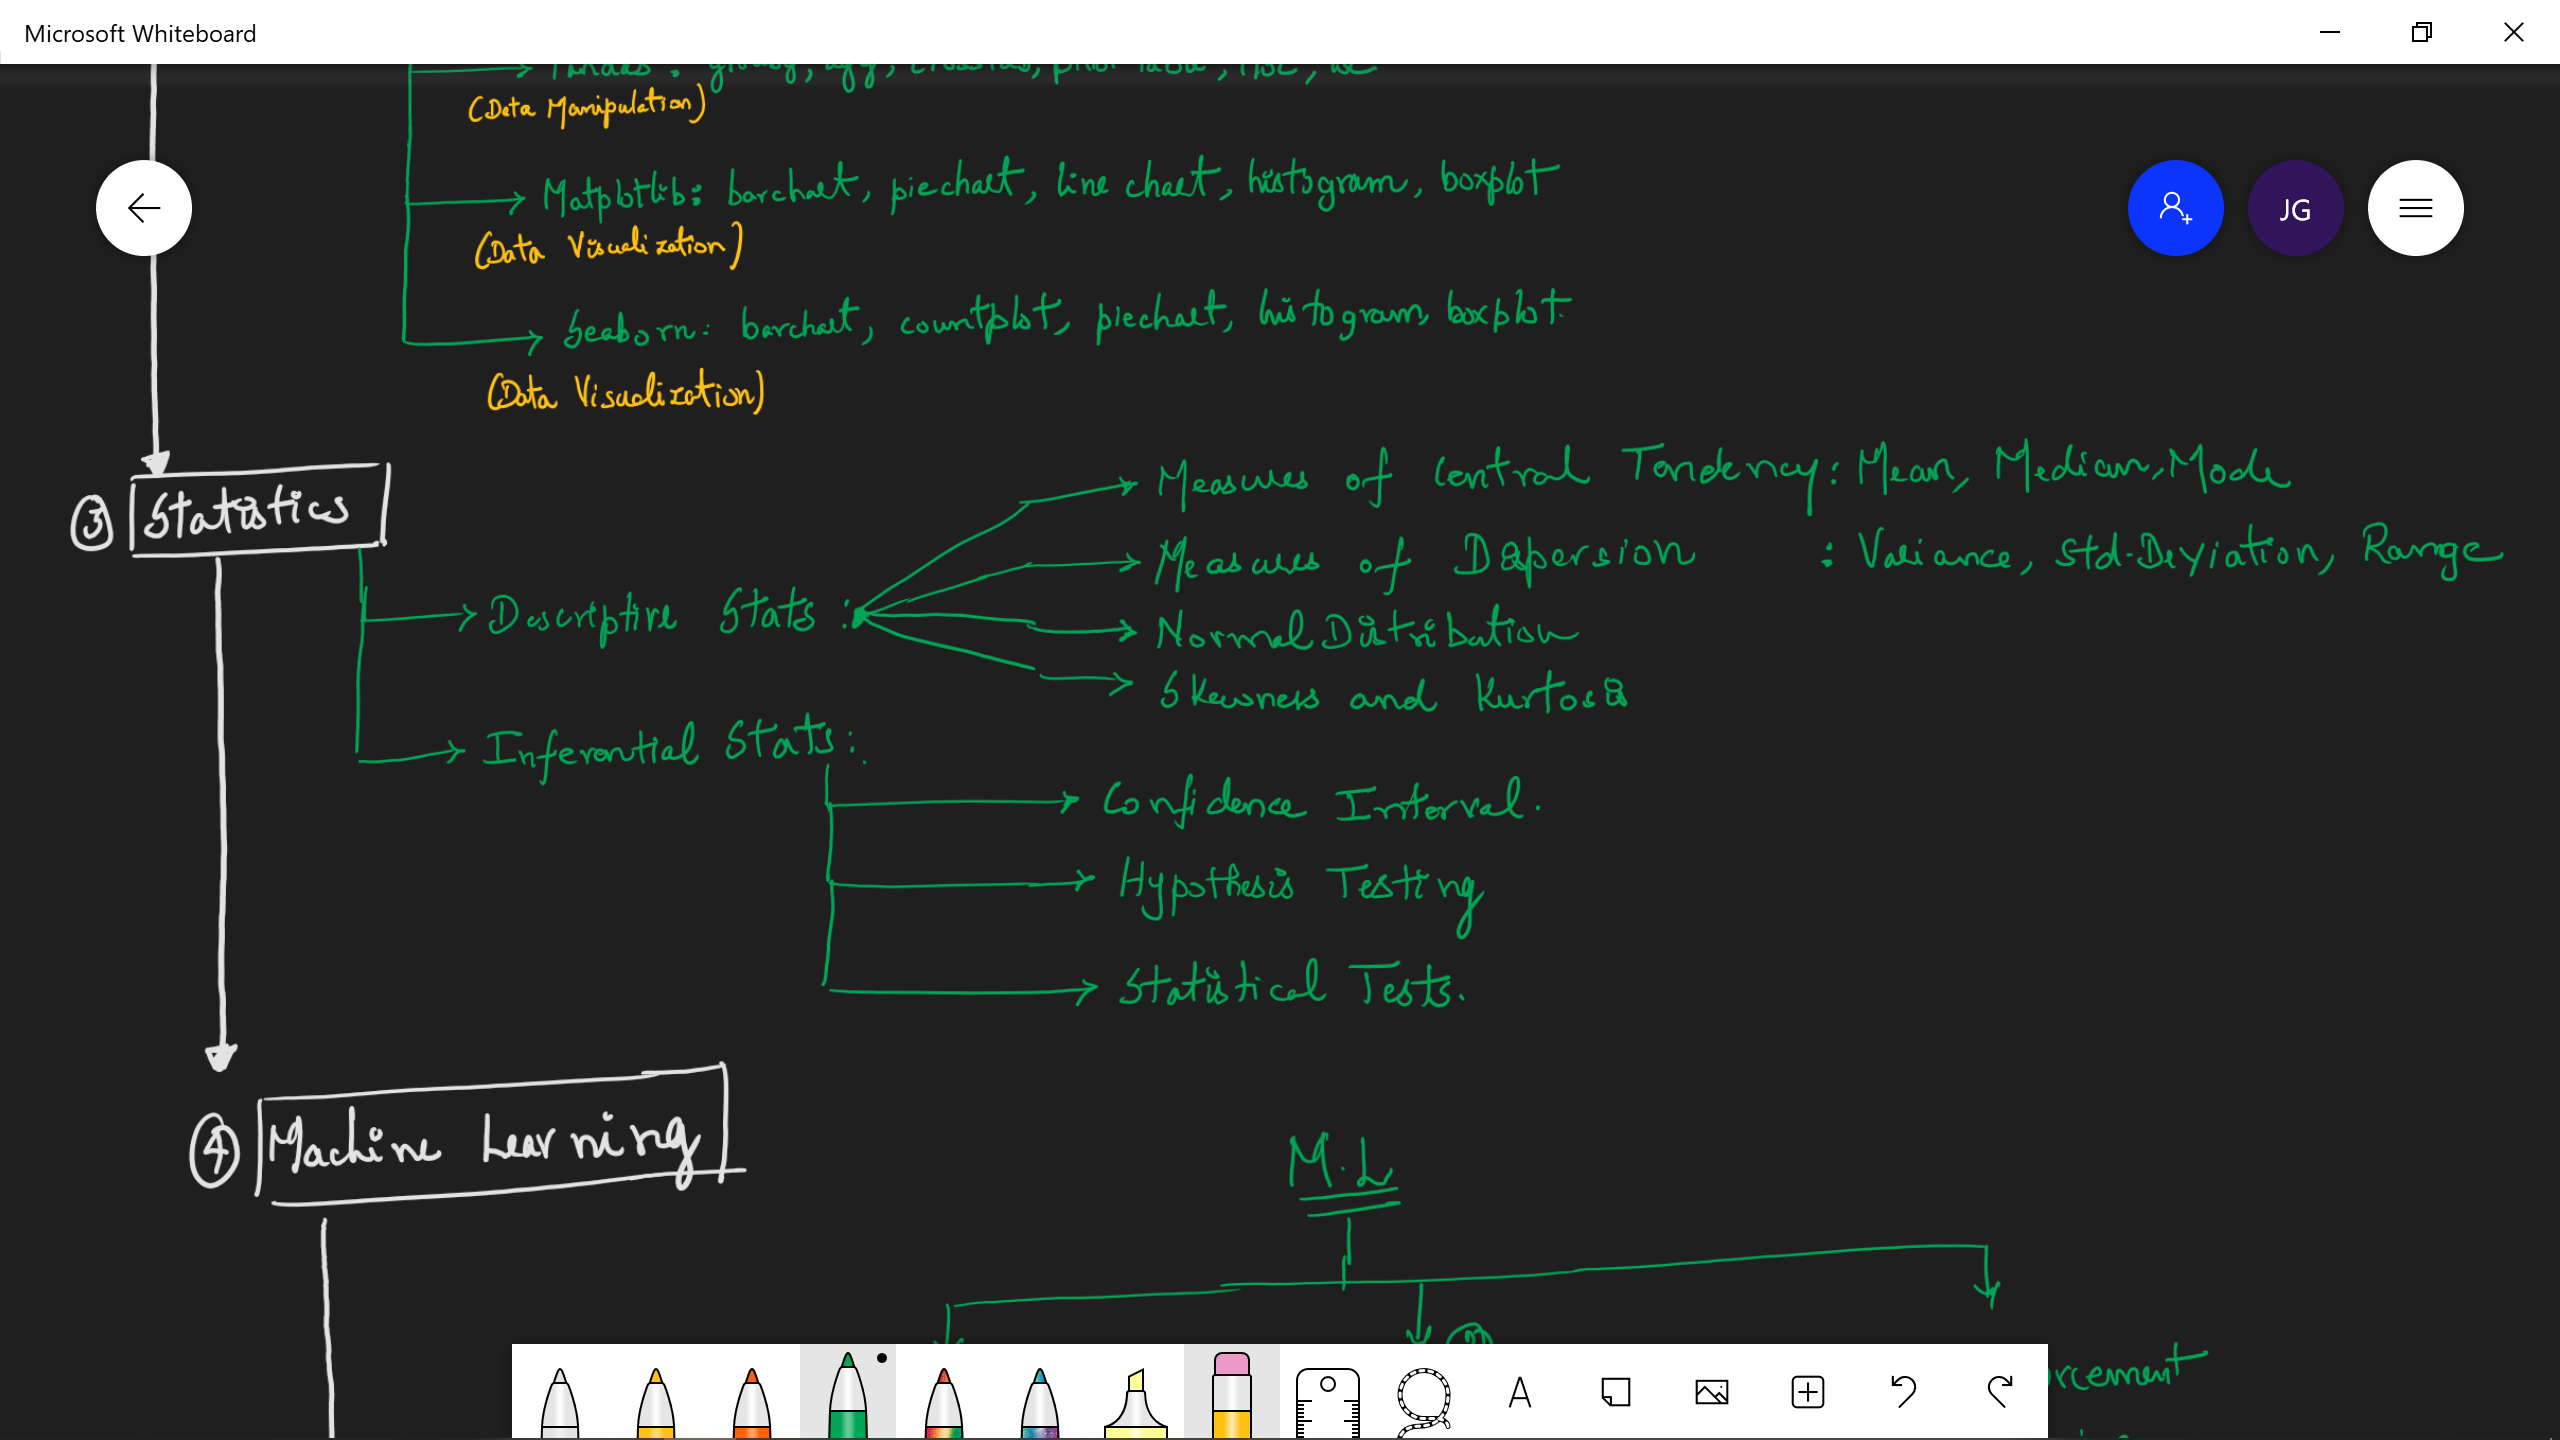 Microsoft Whiteboard
(Data Manipulation)
Matplotlib: barchart, piechart, line chart, histogram, boxplot
(Data Visualization)
JG
Seaborn: barchart, countplot, piechart, histogram, boxplot.
(Data Visualization)
③ Statistics
Measures of Central Tendency: Mean, Median, Mode
Measures of Dispersion : Variance, Std-Deviation, Range
Descriptive Stats :
Normal Distribution
Skewness and Kurtosis
Inferential Stats :
Confidence Interval.
Hypothesis Testing
Statistical Tests.
④ Machine Learning
M.L
rcement